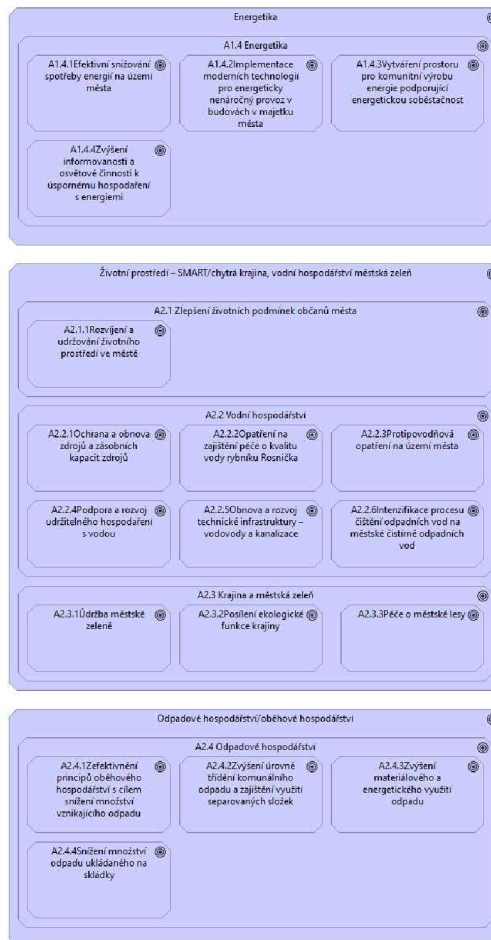 Energetika
A1.4 Energetika
A1.4.1Efektivní snižování
spotřeby energií na území
města
A1.4.2Implementace
moderních technologií
pro energeticky
nenáročný provoz v
budovách v majetku
města
A1.4.3Vytváření prostoru
pro komunitní výrobu
energie podporující
energetickou soběstačnost
A1.4.4Zvýšení
informovanosti a
osvětové činnosti k
úspornému hospodaření
s energiemi
Životní prostředí – SMART/chytrá krajina, vodní hospodářství městská zeleň
A2.1 Zlepšení životních podmínek občanů města
A2.1.1Rozvíjení a
udržování životního
prostředí ve městě
A2.2 Vodní hospodářství
A2.2.1Ochrana a obnova
zdrojů a zásobních
kapacit zdrojů
A2.2.2Opatření na
zajištění péče o kvalitu
vody rybníku Rosnička
A2.2.3Protipovodňová
opatření na území města
A2.2.4Podpora a rozvoj
udržitelného hospodaření
s vodou
A2.2.5Obnova a rozvoj
technické infrastruktury –
vodovody a kanalizace
A2.2.6Intenzifikace procesu
čištění odpadních vod na
městské čistírně odpadních
vod
A2.3 Krajina a městská zeleň
A2.3.1Údržba městské
zeleně
A2.3.2Posílení ekologické
funkce krajiny
A2.3.3Péče o městské lesy
Odpadové hospodářství/oběhové hospodářství
A2.4 Odpadové hospodářství
A2.4.1Zefektivnění
principů oběhového
hospodářství s cílem
snížení množství
vznikajícího odpadu
A2.4.2Zvýšení úrovně
třídění komunálního
odpadu a zajištění využití
separovaných složek
A2.4.3Zvýšení
materiálového a
energetického využití
odpadu
A2.4.4Snížení množství
odpadu ukládaného na
skládky